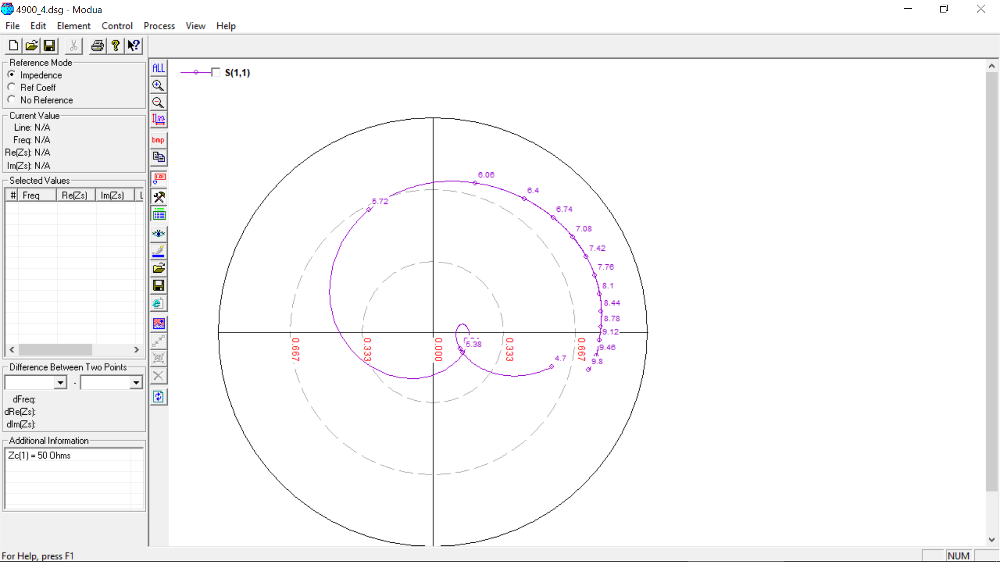 4900_4.dsg - Modua
File Edit Element Control Process View Help
Reference Mode
Impedence
Ref Coeff
No Reference
Current Value
Line: N/A
Freq: N/A
Re(Zs): N/A
Im(Zs): N/A
Selected Values
# Freq Re(Zs) Im(Zs) L
Difference Between Two Points
-
dFreq:
dRe(Zs):
dIm(Zs):
Additional Information
Zc(1) = 50 Ohms
ALL
bmp
1.01
S(1,1)
6.06
6.4
5.72
6.74
7.08
7.42
7.76
8.1
8.44
8.78
9.12
9.46
9.8
5.38
4.7
0.667
0.333
0.000
0.333
0.667
For Help, press F1
NUM